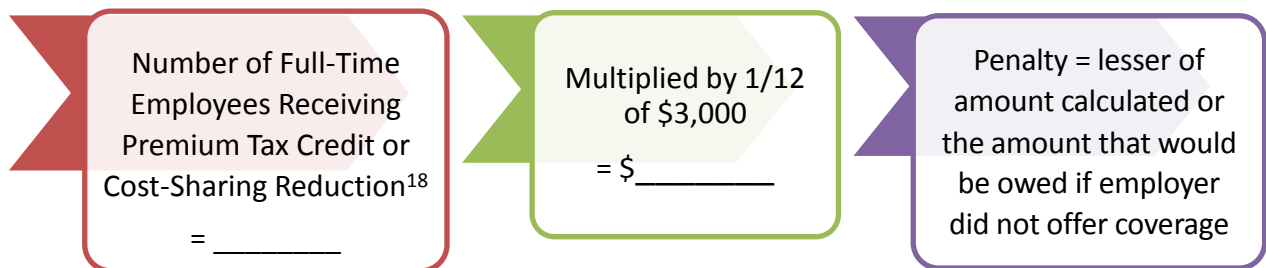 Number of Full-Time
Employees Receiving
Premium Tax Credit or
Cost-Sharing Reduction18
= ________
Multiplied by 1/12
of $3,000
= $________
Penalty = lesser of
amount calculated or
the amount that would
be owed if employer
did not offer coverage